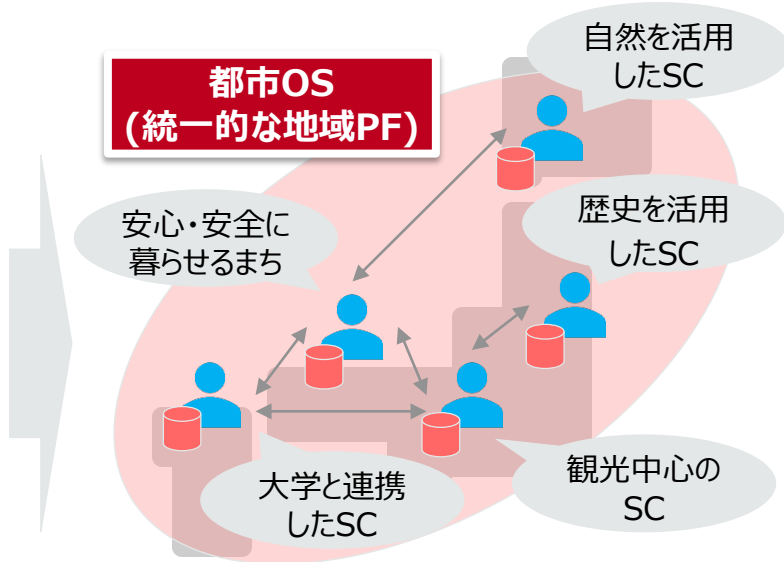 自然を活用
したSC
都市OS
(統一的な地域PF)
安心・安全に
暮らせるまち
歴史を活用
したSC
大学と連携
したSC
観光中心の
SC